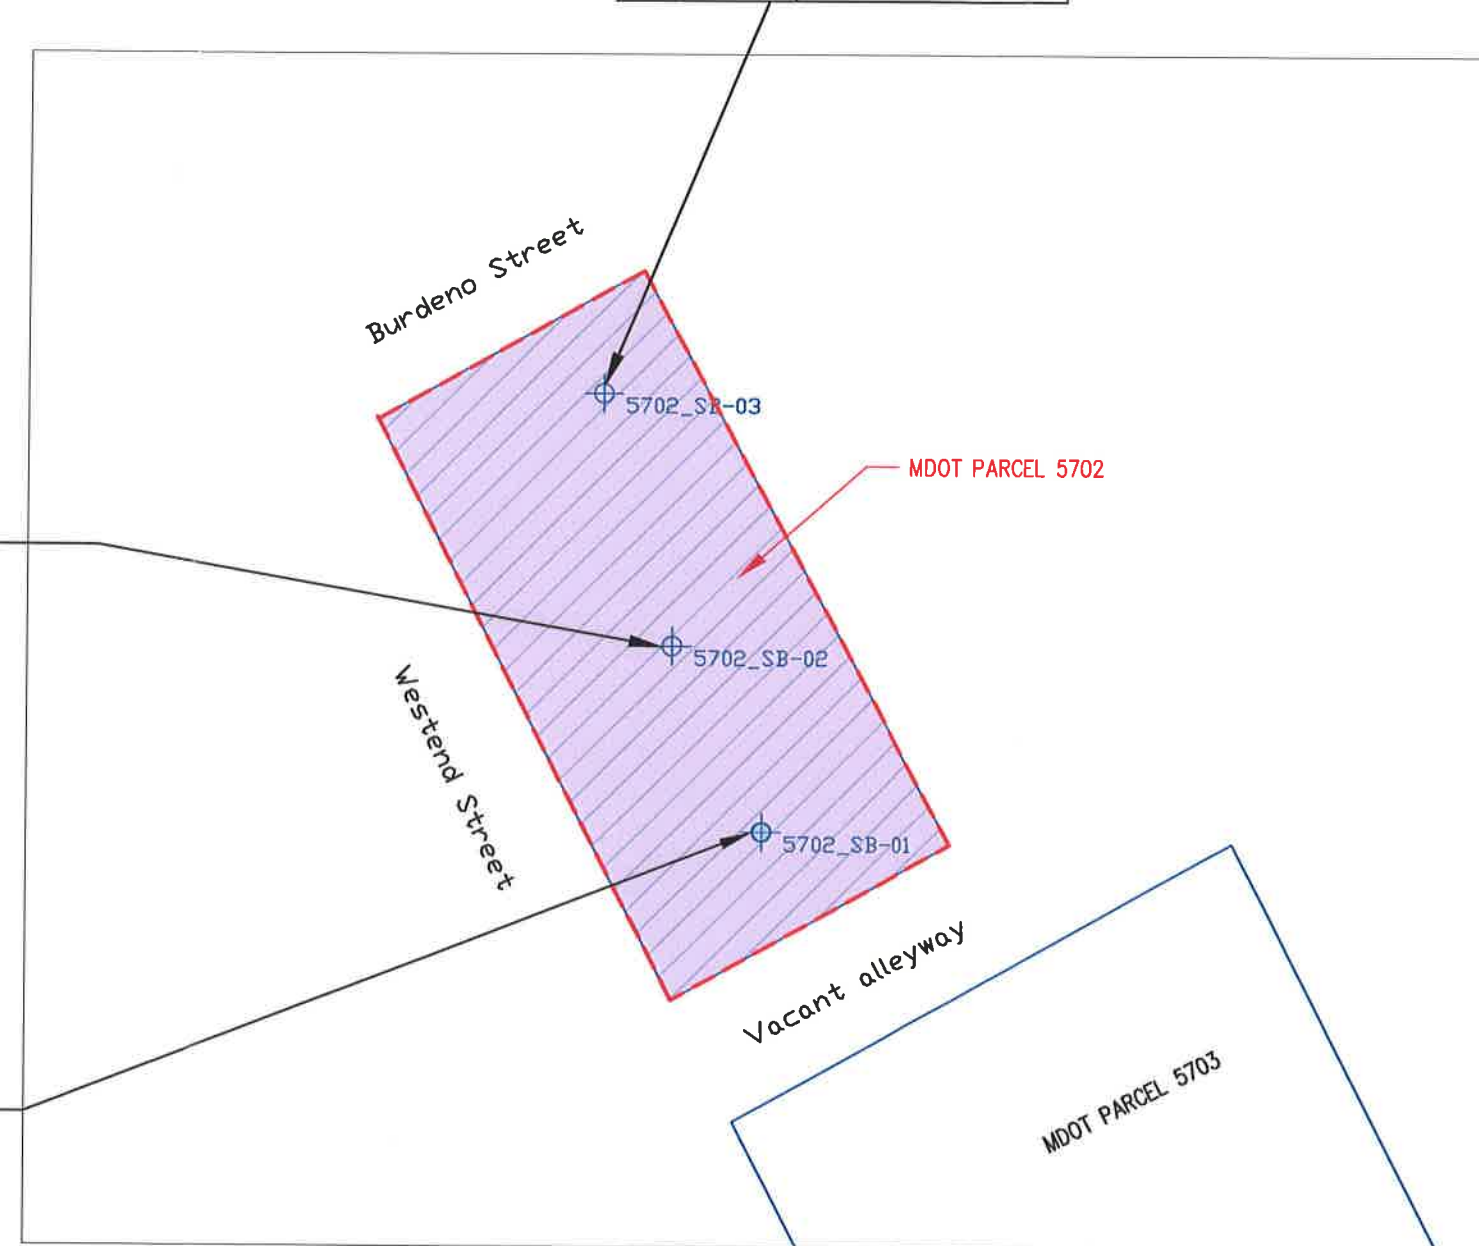 Burdeno Street
5702_SB-03
MDOT PARCEL 5702
5702_SB-02
Westend Street
5702_SB-01
Vacant alleyway
MDOT PARCEL 5703